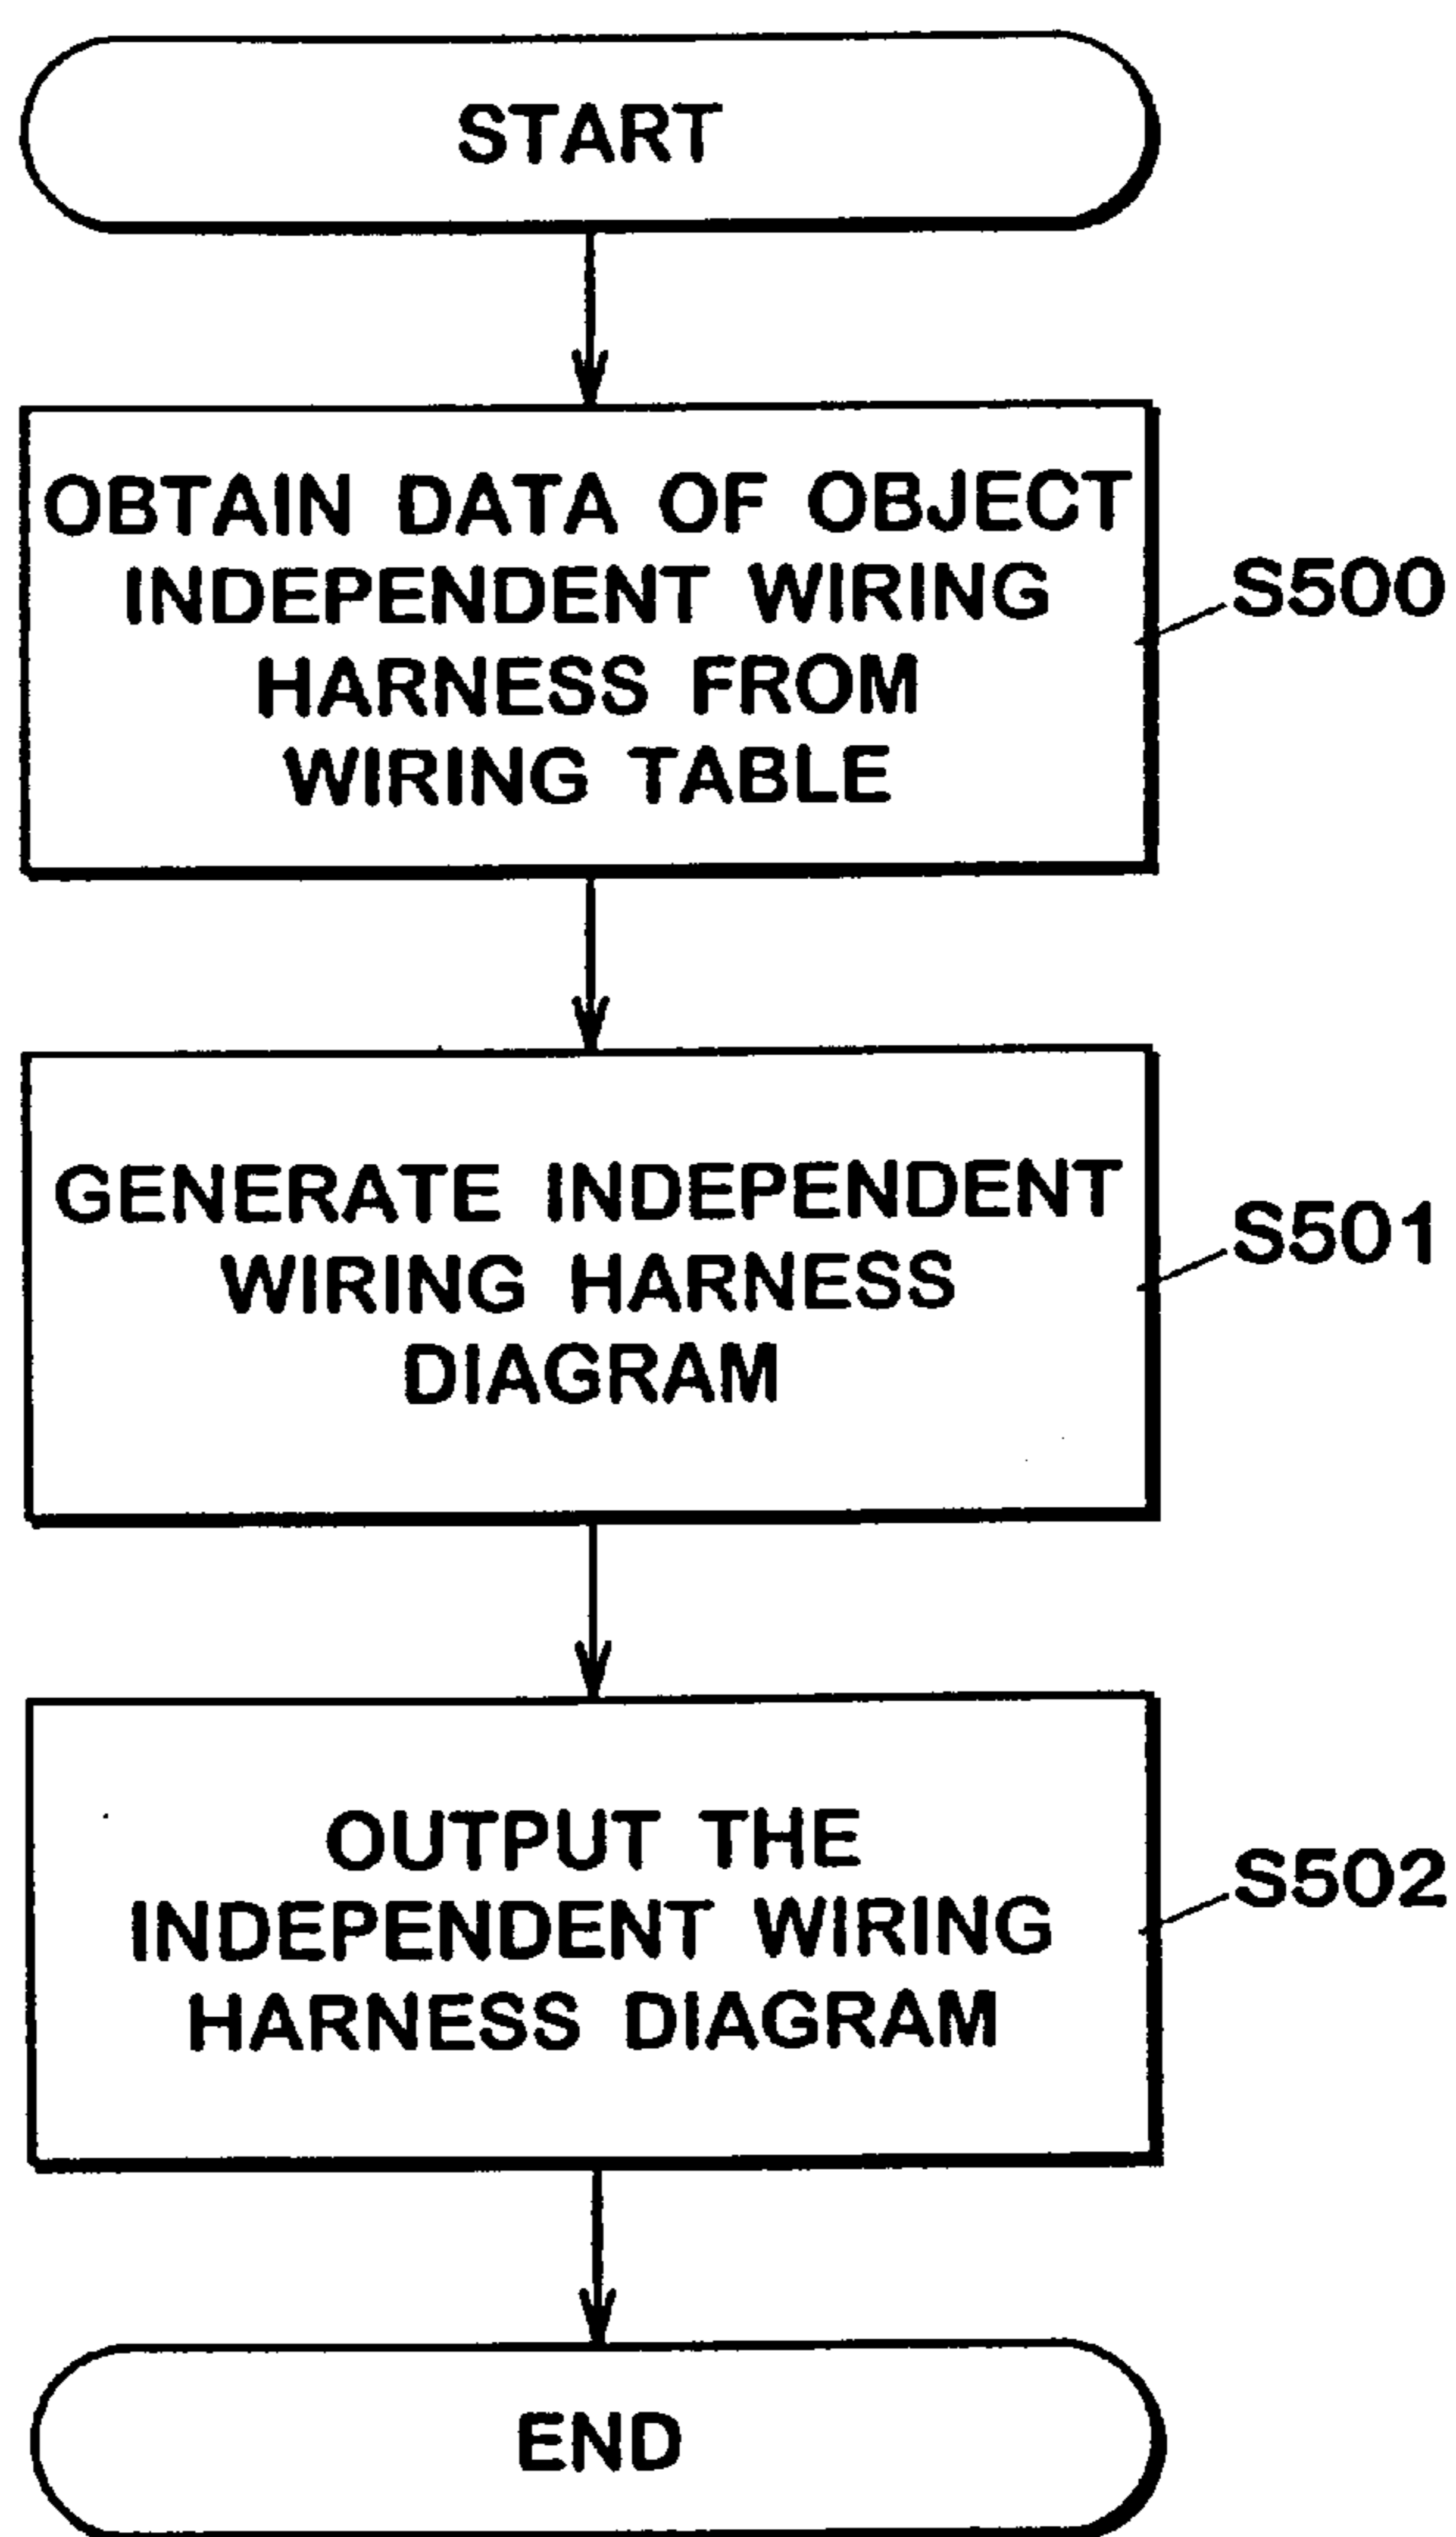 START
OBTAIN DATA OF OBJECT
INDEPENDENT WIRING
HARNESS FROM
WIRING TABLE
S500
GENERATE INDEPENDENT
WIRING HARNESS
DIAGRAM
S501
OUTPUT THE
INDEPENDENT WIRING
HARNESS DIAGRAM
S502
END